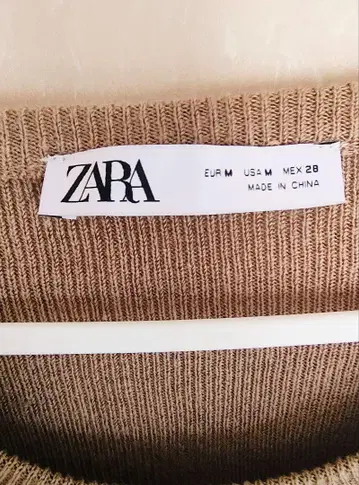 ZARA
EUR M USA M MEX 28
MADE IN CHINA